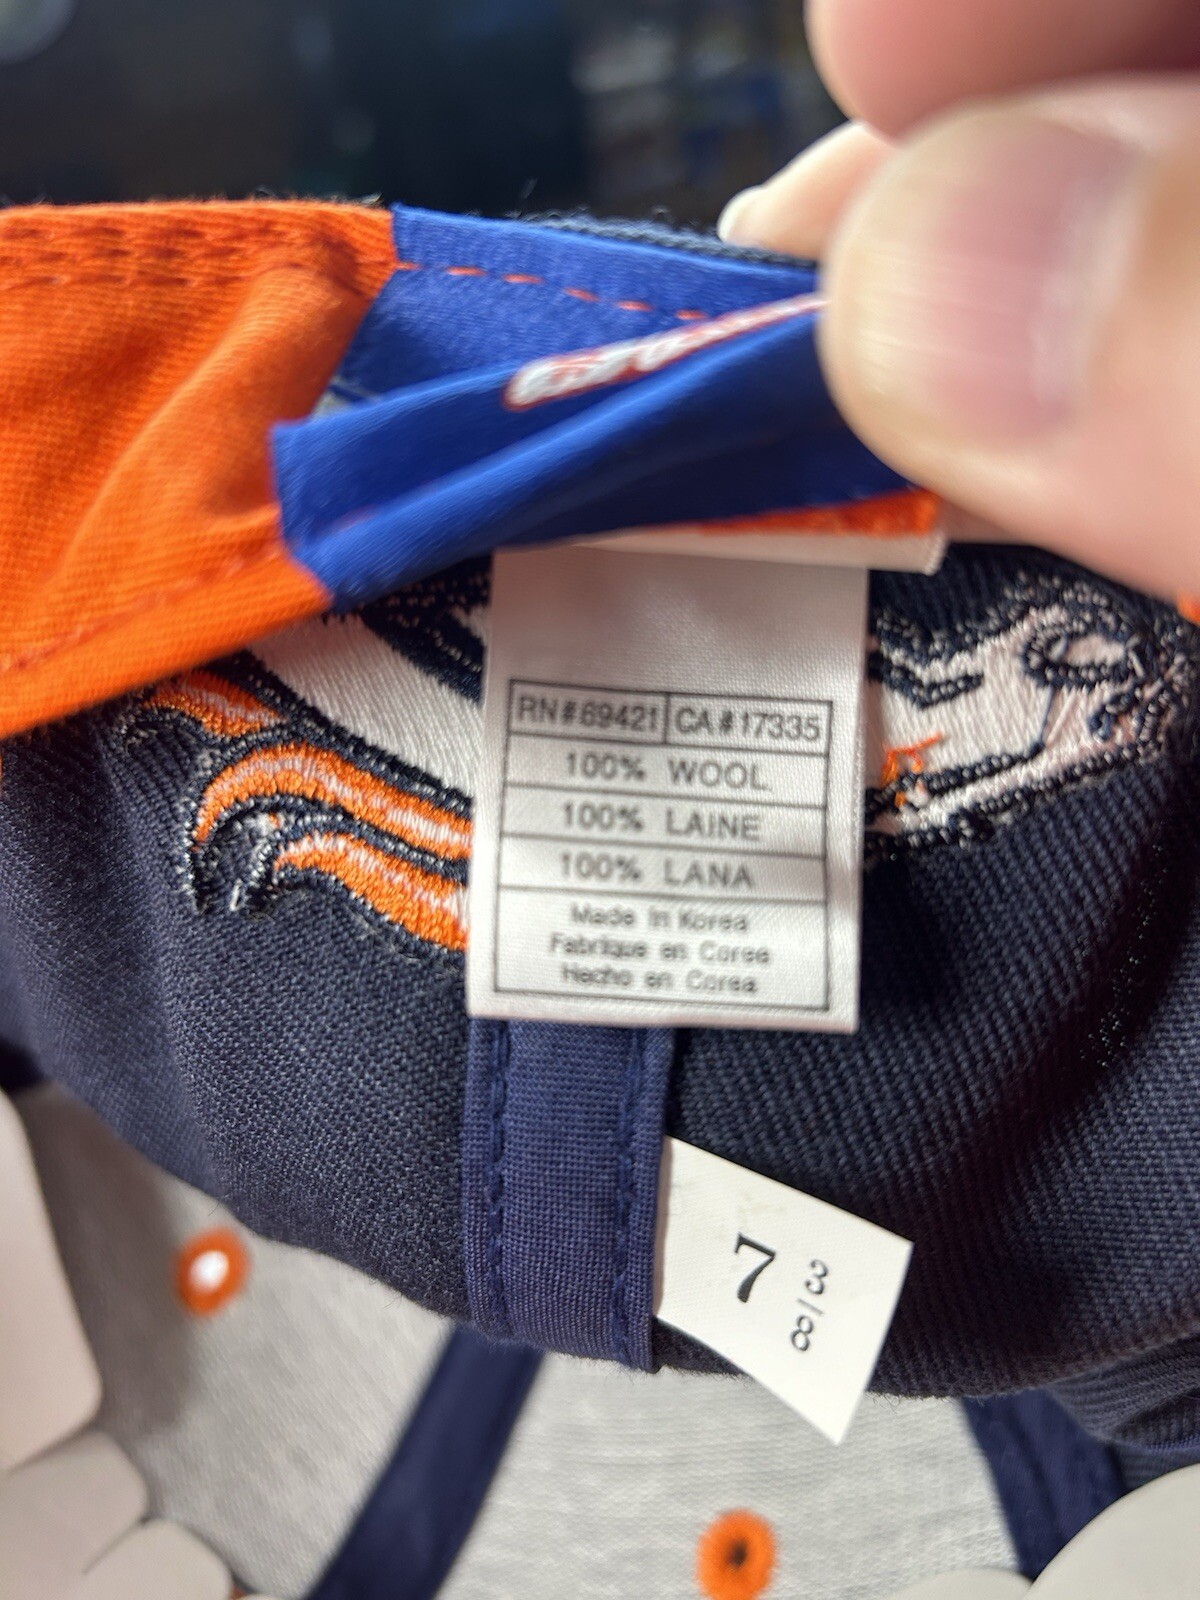 RN#69421 CA#17335
100% WOOL
100% LAINE
100% LANA
Made In Korea
Fabrique en Coree
Hecho en Corea
7 3/8